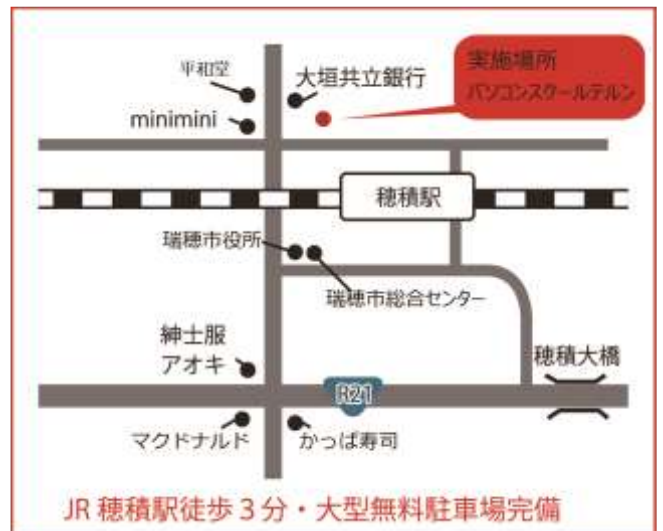 平和堂
大垣共立銀行
実施場所
パソコンスクールテルン
minimini
穂積駅
瑞穂市役所
瑞穂市総合センター
紳士服
アオキ
穂積大橋
R21
マクドナルド
かっぱ寿司
JR 穂積駅徒歩３分・大型無料駐車場完備